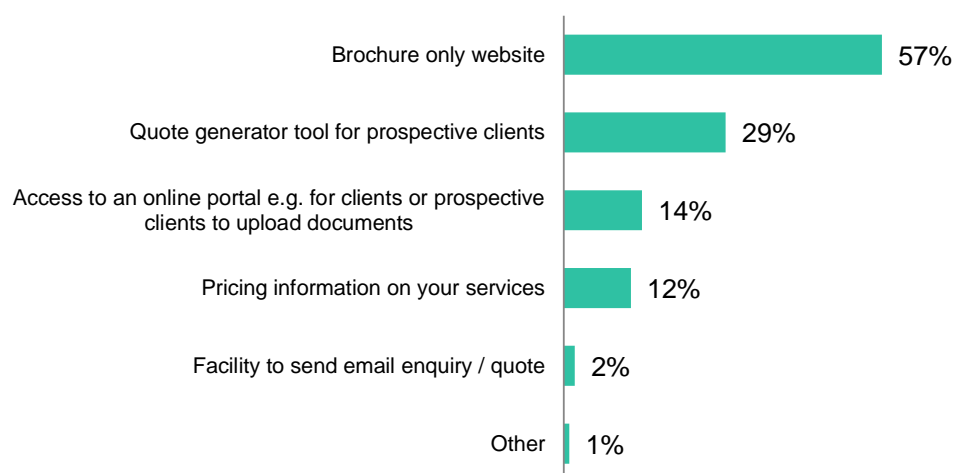 Brochure only website
57%
Quote generator tool for prospective clients
29%
Access to an online portal e.g. for clients or prospective
clients to upload documents
14%
Pricing information on your services
12%
Facility to send email enquiry / quote
2%
Other
1%